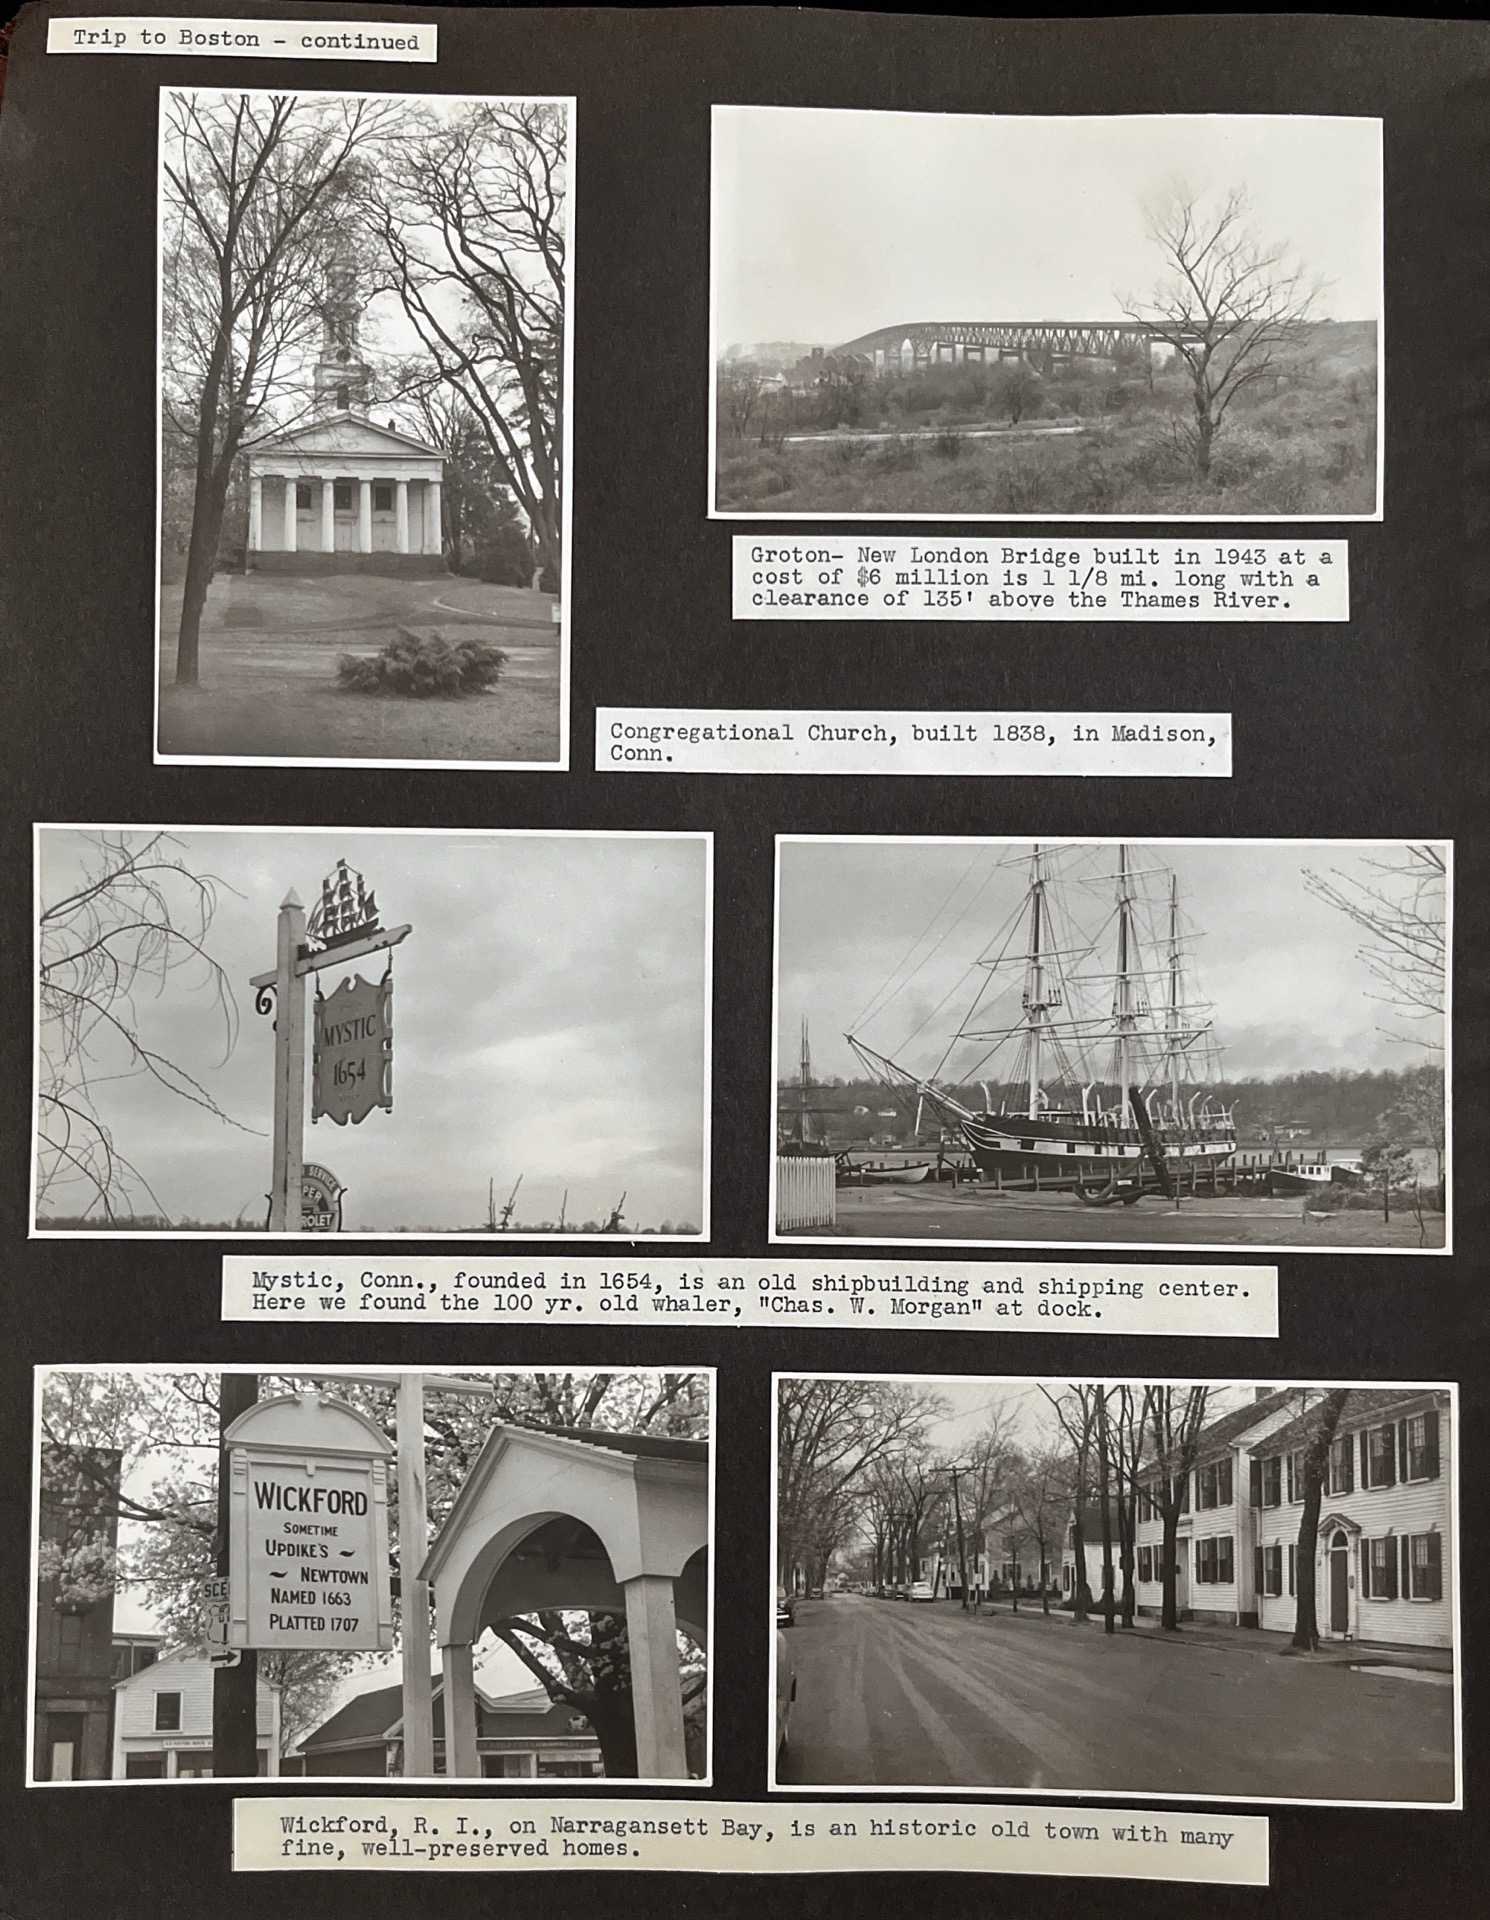 Trip to Boston - continued
Groton- New London Bridge built in 1943 at a
cost of $6 million is 1 1/8 mi. long with a
clearance of 135' above the Thames River.
Congregational Church, built 1838, in Madison,
Conn.
MYSTIC
1654
SERVICE
PER
ROLET
Mystic, Conn., founded in 1654, is an old shipbuilding and shipping center.
Here we found the 100 yr. old whaler, "Chas. W. Morgan" at dock.
WICKFORD
SOMETIME
UPDIKE'S ~
~ NEWTOWN
NAMED 1663
PLATTED 1707
SCE
1
Wickford, R. I., on Narragansett Bay, is an historic old town with many
fine, well-preserved homes.